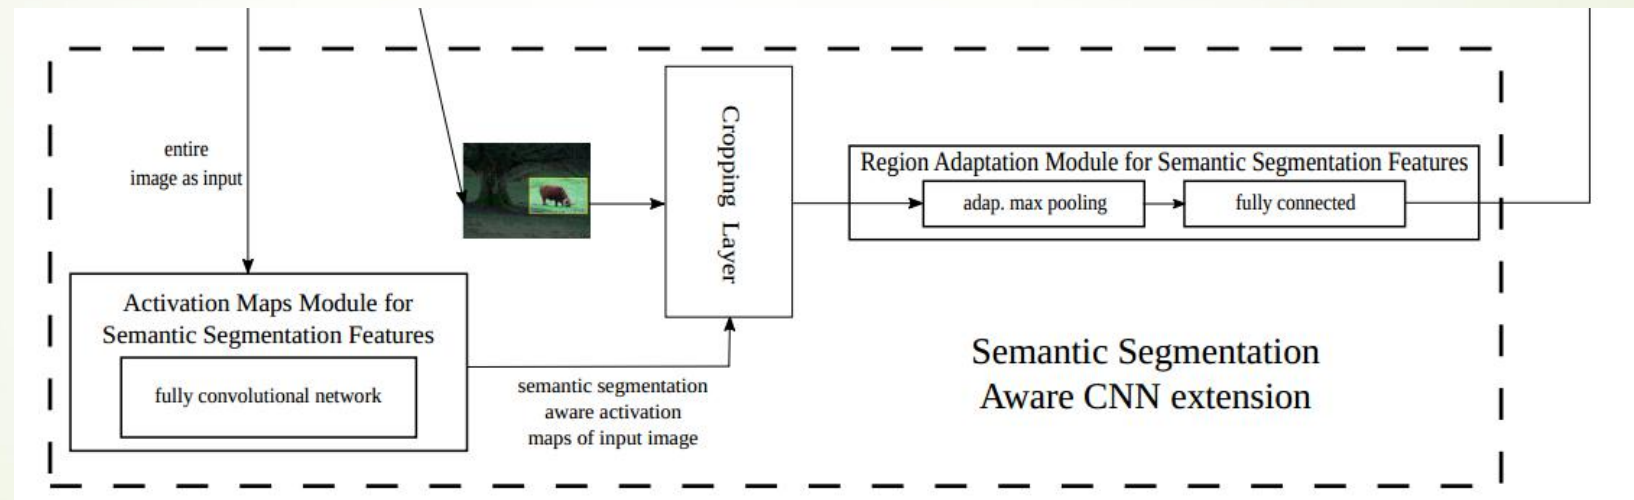 entire
image as input
Activation Maps Module for
Semantic Segmentation Features
fully convolutional network
semantic segmentation
aware activation
maps of input image
Cropping Layer
Region Adaptation Module for Semantic Segmentation Features
adap. max pooling
fully connected
Semantic Segmentation
Aware CNN extension